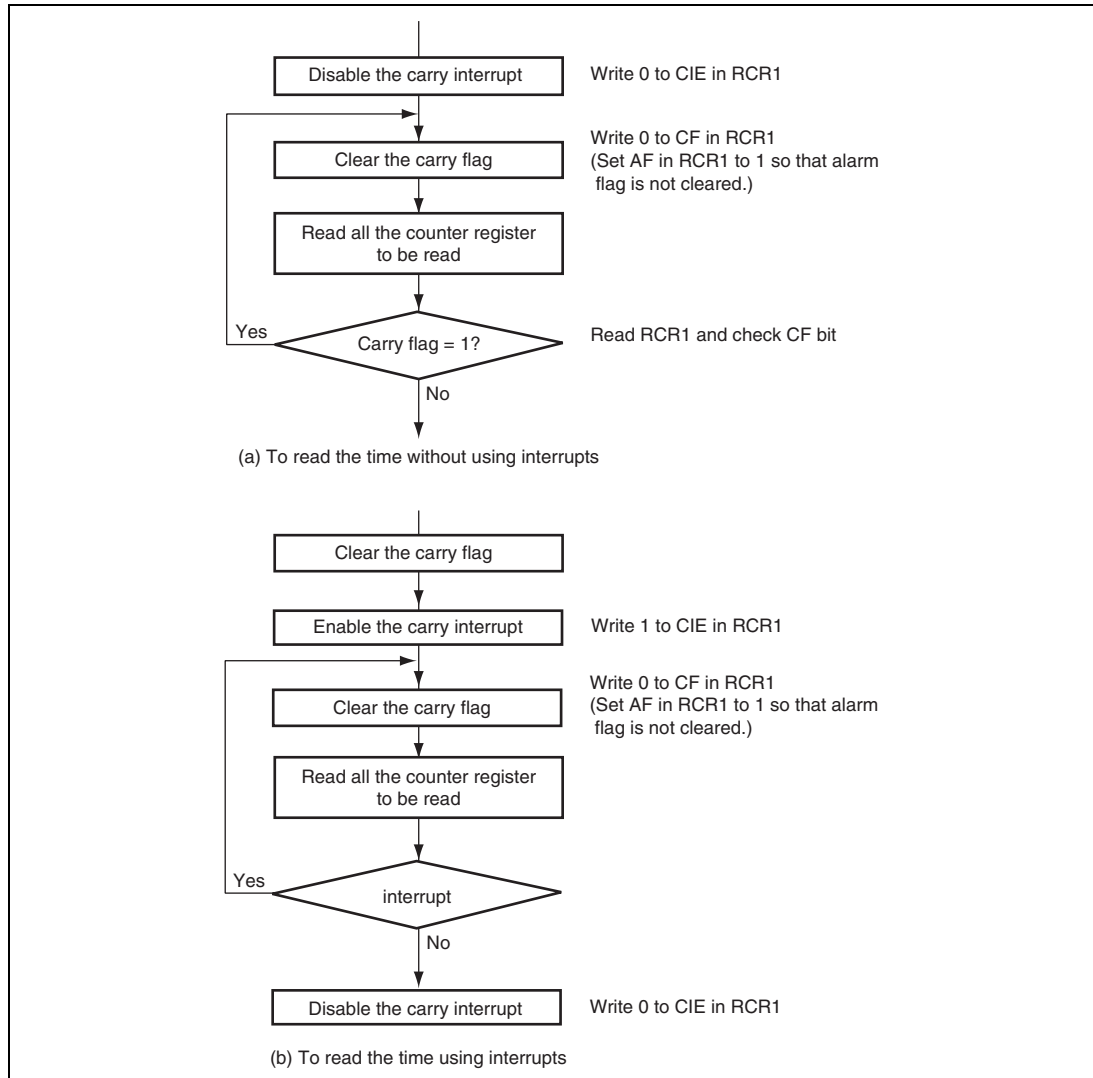 Disable the carry interrupt
Write 0 to CIE in RCR1
Clear the carry flag
Write 0 to CF in RCR1
(Set AF in RCR1 to 1 so that alarm
flag is not cleared.)
Read all the counter register
to be read
Yes
Carry flag = 1?
Read RCR1 and check CF bit
No
(a) To read the time without using interrupts
Clear the carry flag
Enable the carry interrupt
Write 1 to CIE in RCR1
Clear the carry flag
Write 0 to CF in RCR1
(Set AF in RCR1 to 1 so that alarm
flag is not cleared.)
Read all the counter register
to be read
Yes
interrupt
No
Disable the carry interrupt
Write 0 to CIE in RCR1
(b) To read the time using interrupts